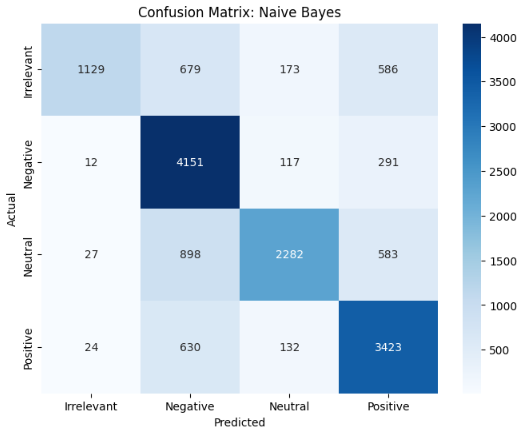 Confusion Matrix: Naive Bayes
Actual
Irrelevant 1129 679 173 586
Negative 12 4151 117 291
Neutral 27 898 2282 583
Positive 24 630 132 3423
Irrelevant Negative Neutral Positive
Predicted
4000
3500
3000
2500
2000
1500
1000
500